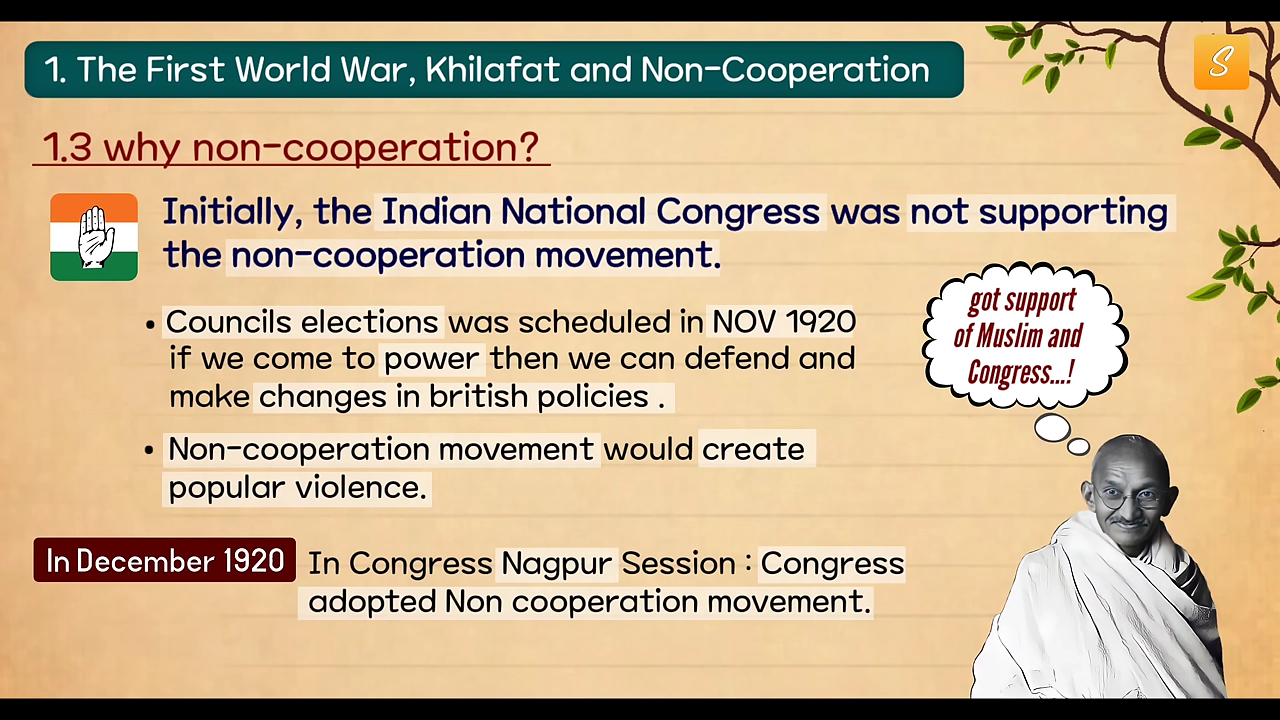 1. The First World War, Khilafat and Non-Cooperation
S
1.3 why non-cooperation?
Initially, the Indian National Congress was not supporting
the non-cooperation movement.
• Councils elections was scheduled in NOV 1920
if we come to power then we can defend and
make changes in british policies .
• Non-cooperation movement would create
popular violence.
got support
of Muslim and
Congress...!
In December 1920
In Congress Nagpur Session : Congress
adopted Non cooperation movement.